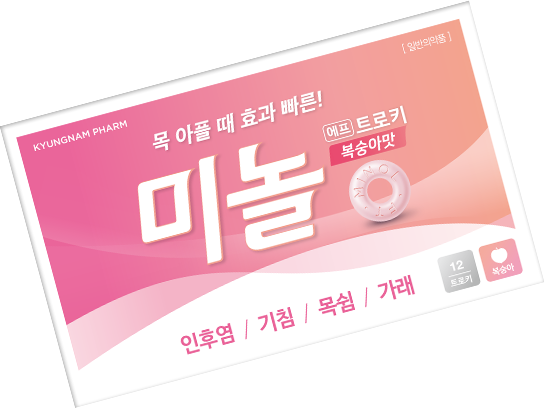 [ 일반의약품 ]
KYUNGNAM PHARM
목 아플 때 효과 빠른!
에프 트로키
복숭아맛
미놀
MINOL-F
12
트로키
복숭아
인후염 / 기침 / 목쉼 / 가래